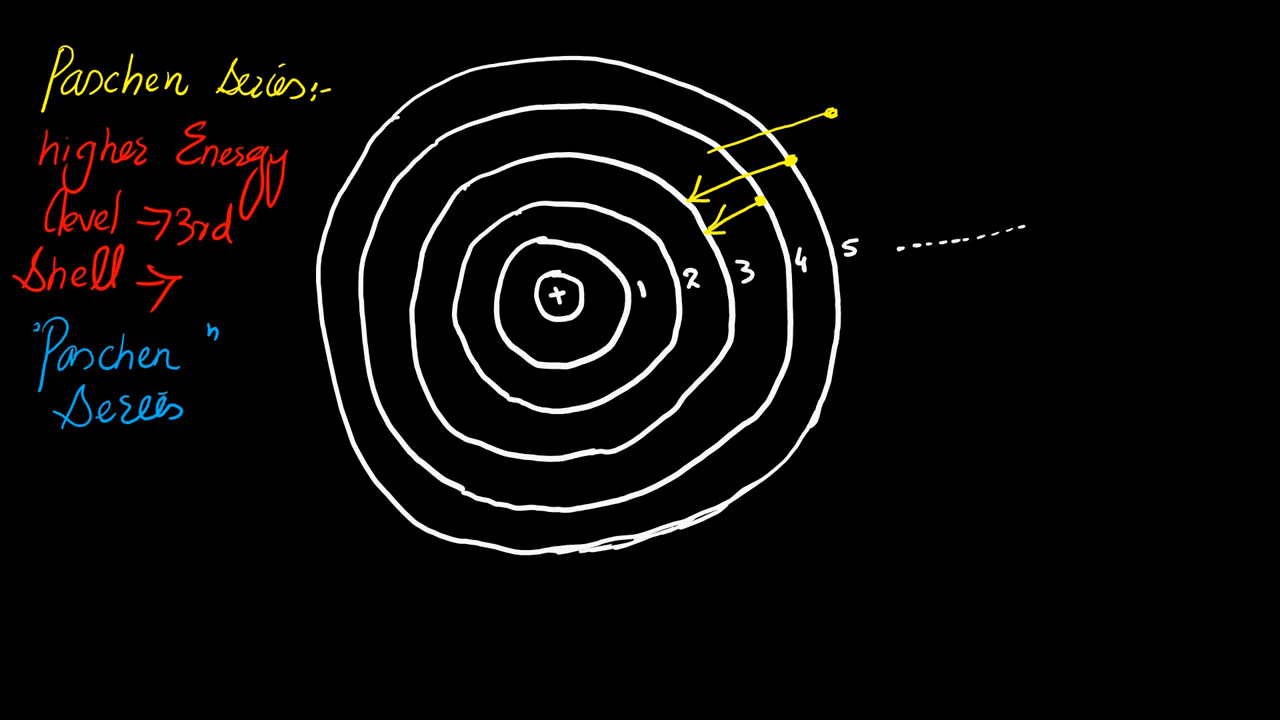 Paschen Series:-
higher Energy
level → 3rd
Shell →
"Paschen"
Series
+ 1 2 3 4 5